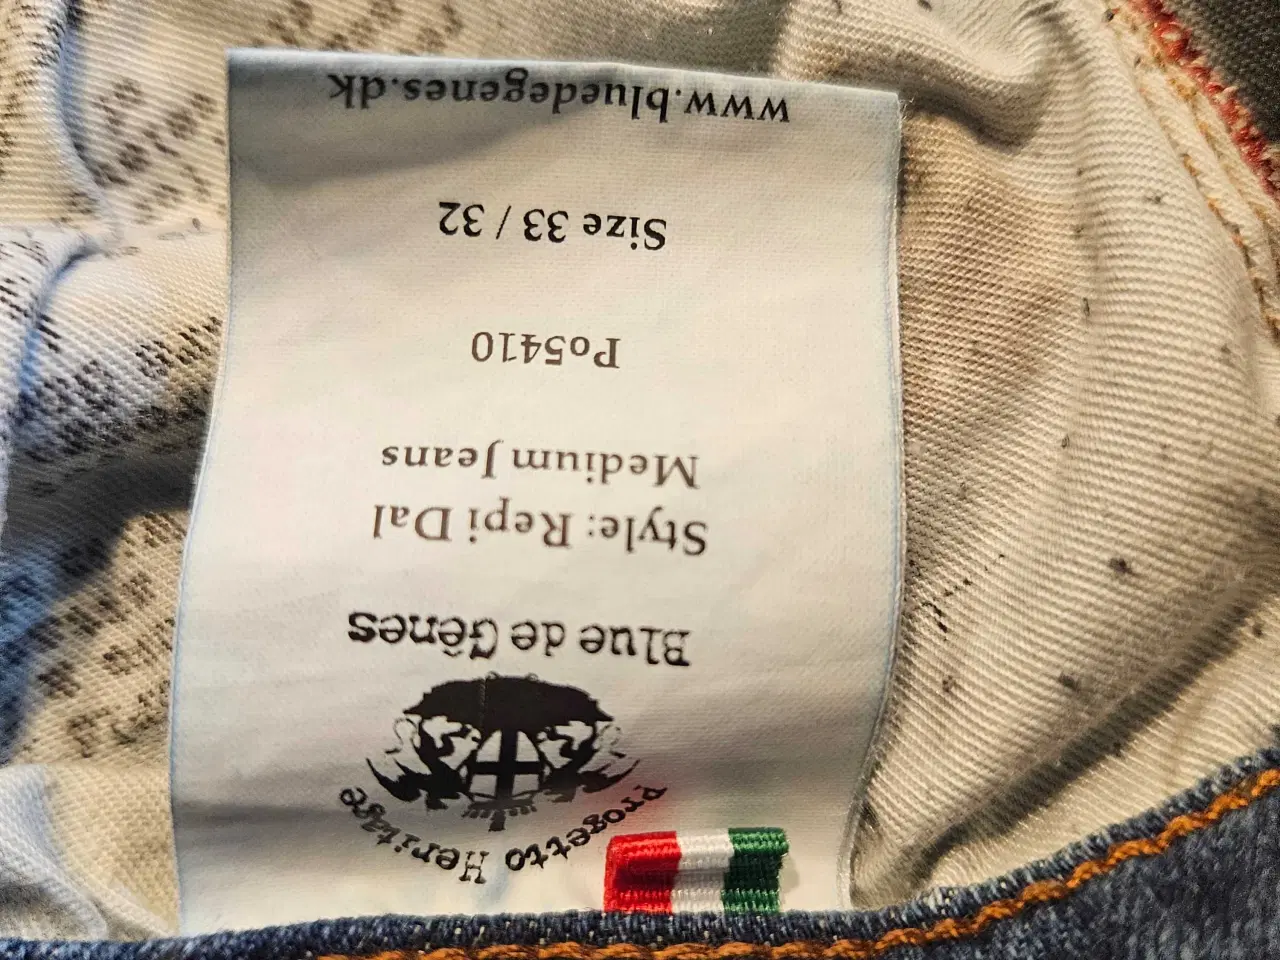 Progetto Heritage
Blue de Gênes
Style: Repi Dal
Medium Jeans
Po5410
Size 33 / 32
www.bluedegenes.dk